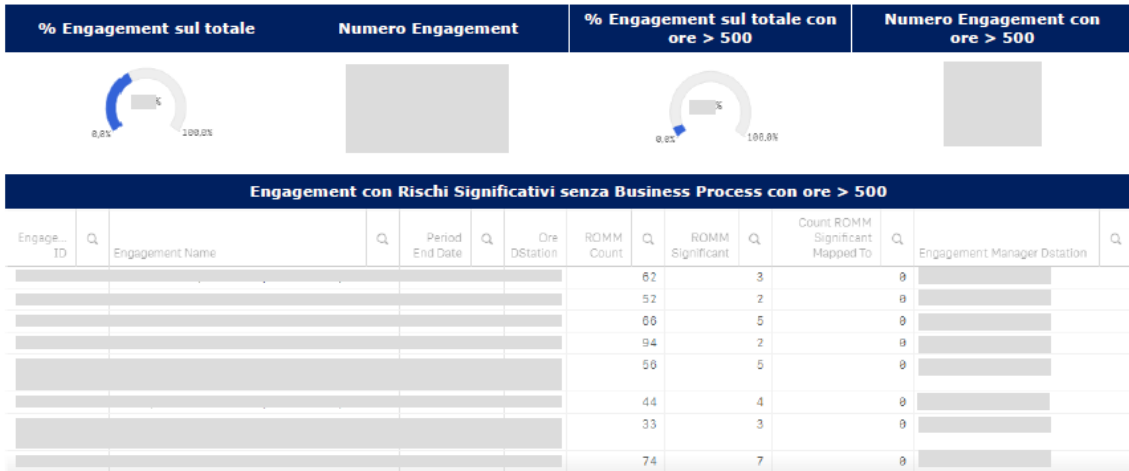 % Engagement sul totale
Numero Engagement
% Engagement sul totale con
ore > 500
Numero Engagement con
ore > 500
%
0,0%
100,0%
%
0,0%
100,0%
Engagement con Rischi Significativi senza Business Process con ore > 500
Engage...
ID
Engagement Name
Period
End Date
Ore
DStation
ROMM
Count
ROMM
Significant
Count ROMM
Significant
Mapped To
Engagement Manager Dstation
62 3 0
52 2 0
66 5 0
94 2 0
56 5 0
44 4 0
33 3 0
74 7 0